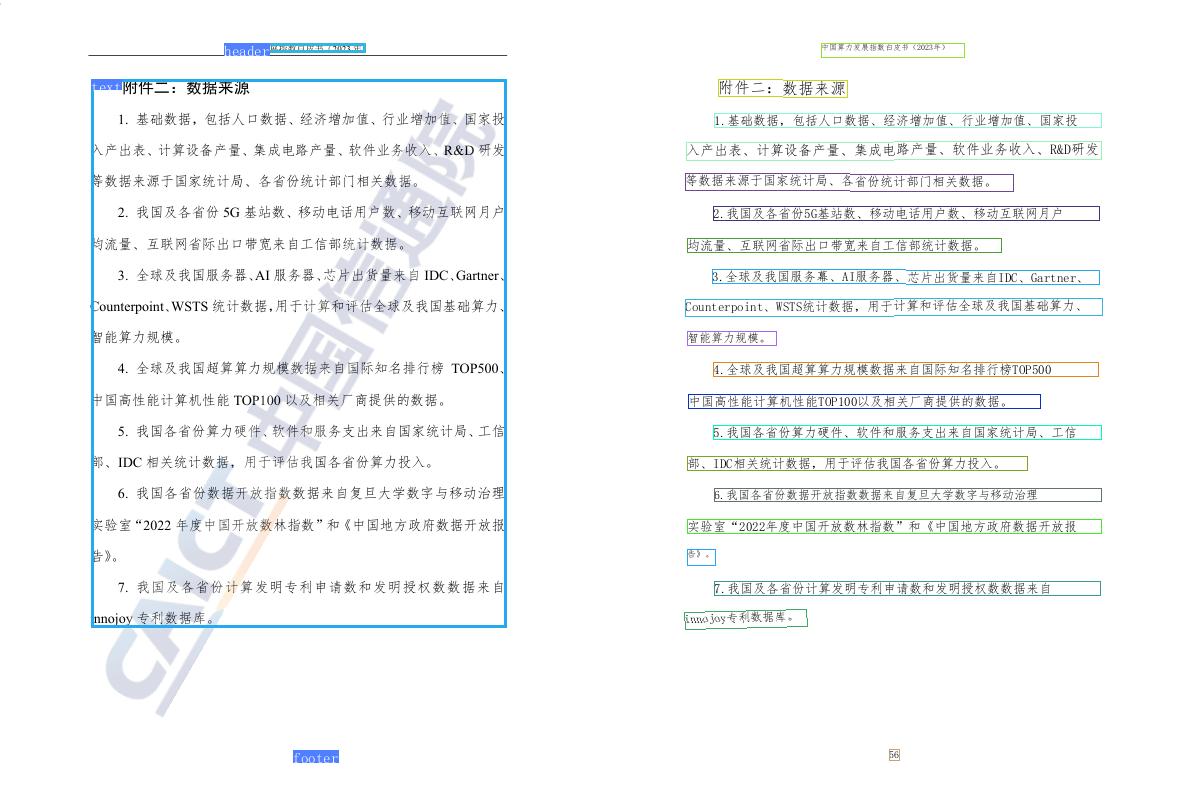 header
text附件二：数据来源
1. 基础数据，包括人口数据、经济增加值、行业增加值、国家投
入产出表、计算设备产量、集成电路产量、软件业务收入、R&D 研发
等数据来源于国家统计局、各省份统计部门相关数据。
2. 我国及各省份 5G 基站数、移动电话用户数、移动互联网月户
均流量、互联网省际出口带宽来自工信部统计数据。
3. 全球及我国服务器、AI 服务器、芯片出货量来自 IDC、Gartner、
Counterpoint、WSTS 统计数据，用于计算和评估全球及我国基础算力、
智能算力规模。
4. 全球及我国超算算力规模数据来自国际知名排行榜 TOP500、
中国高性能计算机性能 TOP100 以及相关厂商提供的数据。
5. 我国各省份算力硬件、软件和服务支出来自国家统计局、工信
部、IDC 相关统计数据，用于评估我国各省份算力投入。
6. 我国各省份数据开放指数数据来自复旦大学数字与移动治理
实验室“2022 年度中国开放数林指数”和《中国地方政府数据开放报
告》。
7. 我国及各省份计算发明专利申请数和发明授权数数据来自
nnojoy 专利数据库。
CAICT 中国信通院
footer
中国算力发展指数白皮书（2023年）
附件二：数据来源
1.基础数据，包括人口数据、经济增加值、行业增加值、国家投
入产出表、计算设备产量、集成电路产量、软件业务收入、R&D研发
等数据来源于国家统计局、各省份统计部门相关数据。
2.我国及各省份5G基站数、移动电话用户数、移动互联网月户
均流量、互联网省际出口带宽来自工信部统计数据。
3.全球及我国服务幕、AI服务器、芯片出货量来自IDC、Gartner、
Counterpoint、WSTS统计数据，用于计算和评估全球及我国基础算力、
智能算力规模。
4.全球及我国超算算力规模数据来自国际知名排行榜TOP500
中国高性能计算机性能TOP100以及相关厂商提供的数据。
5.我国各省份算力硬件、软件和服务支出来自国家统计局、工信
部、IDC相关统计数据，用于评估我国各省份算力投入。
6.我国各省份数据开放指数数据来自复旦大学数字与移动治理
实验室“2022年度中国开放数林指数”和《中国地方政府数据开放报
告》。
7.我国及各省份计算发明专利申请数和发明授权数数据来自
innojoy专利数据库。
56